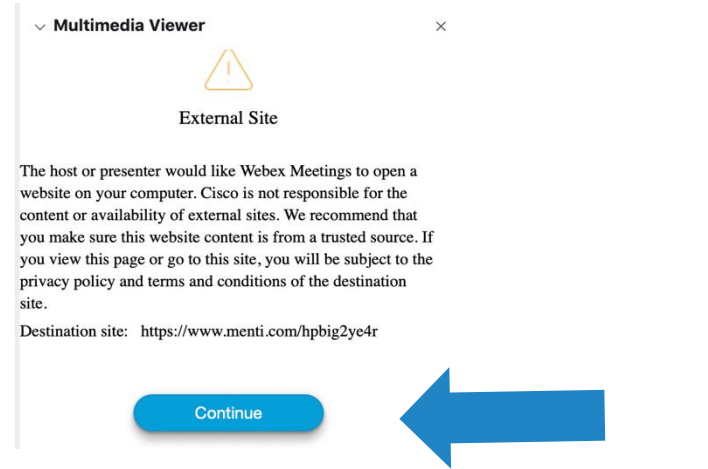 Multimedia Viewer
External Site
The host or presenter would like Webex Meetings to open a
website on your computer. Cisco is not responsible for the
content or availability of external sites. We recommend that
you make sure this website content is from a trusted source. If
you view this page or go to this site, you will be subject to the
privacy policy and terms and conditions of the destination
site.
Destination site: https://www.menti.com/hpbig2ye4r
Continue